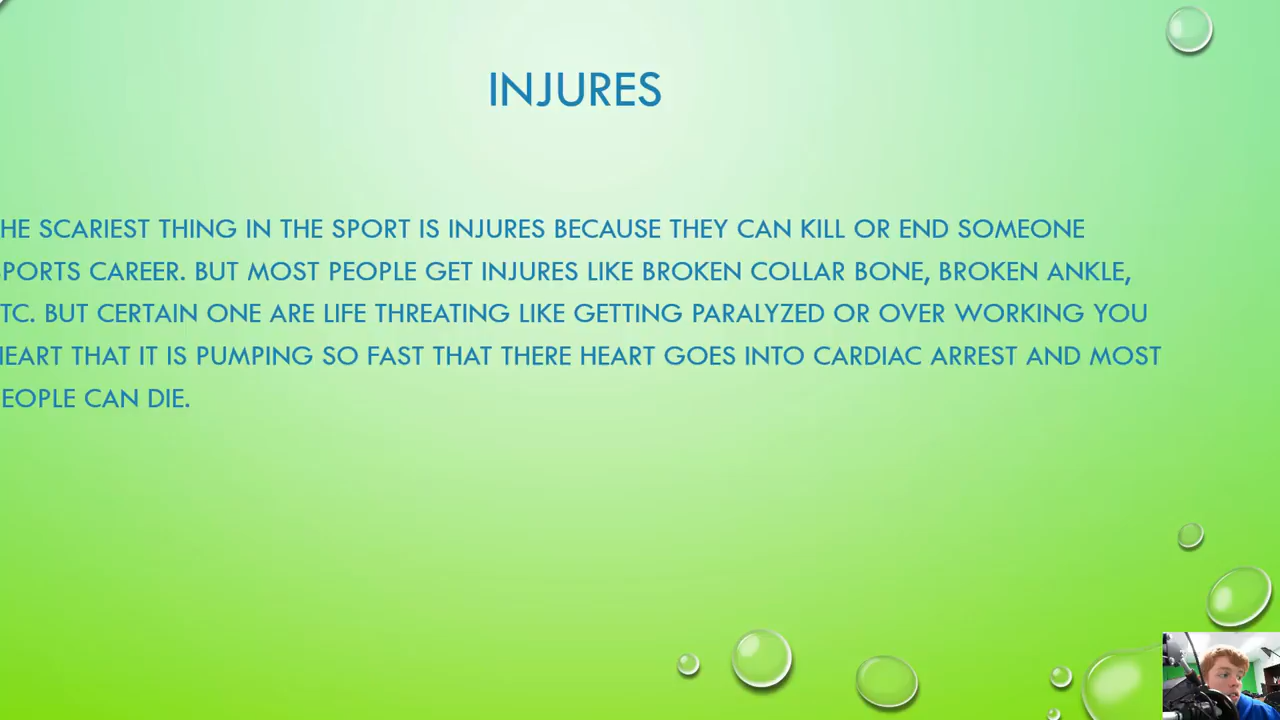 INJURES
HE SCARIEST THING IN THE SPORT IS INJURES BECAUSE THEY CAN KILL OR END SOMEONE
PORTS CAREER. BUT MOST PEOPLE GET INJURES LIKE BROKEN COLLAR BONE, BROKEN ANKLE,
TC. BUT CERTAIN ONE ARE LIFE THREATING LIKE GETTING PARALYZED OR OVER WORKING YOU
EART THAT IT IS PUMPING SO FAST THAT THERE HEART GOES INTO CARDIAC ARREST AND MOST
EOPLE CAN DIE.